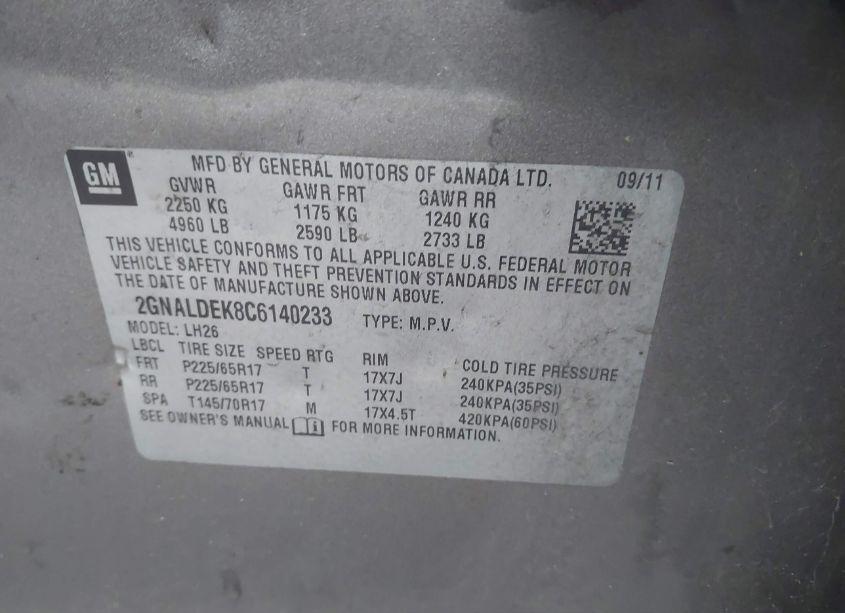 GM
MFD BY GENERAL MOTORS OF CANADA LTD. 09/11
GVWR GAWR FRT GAWR RR
2250 KG 1175 KG 1240 KG
4960 LB 2590 LB 2733 LB
THIS VEHICLE CONFORMS TO ALL APPLICABLE U.S. FEDERAL MOTOR
VEHICLE SAFETY AND THEFT PREVENTION STANDARDS IN EFFECT ON
THE DATE OF MANUFACTURE SHOWN ABOVE.
2GNALDEK8C6140233 TYPE: M.P.V.
MODEL: LH26
LBCL TIRE SIZE SPEED RTG RIM COLD TIRE PRESSURE
FRT P225/65R17 T 17X7J 240KPA(35PSI)
RR P225/65R17 T 17X7J 240KPA(35PSI)
SPA T145/70R17 M 17X4.5T 420KPA(60PSI)
SEE OWNER'S MANUAL FOR MORE INFORMATION.